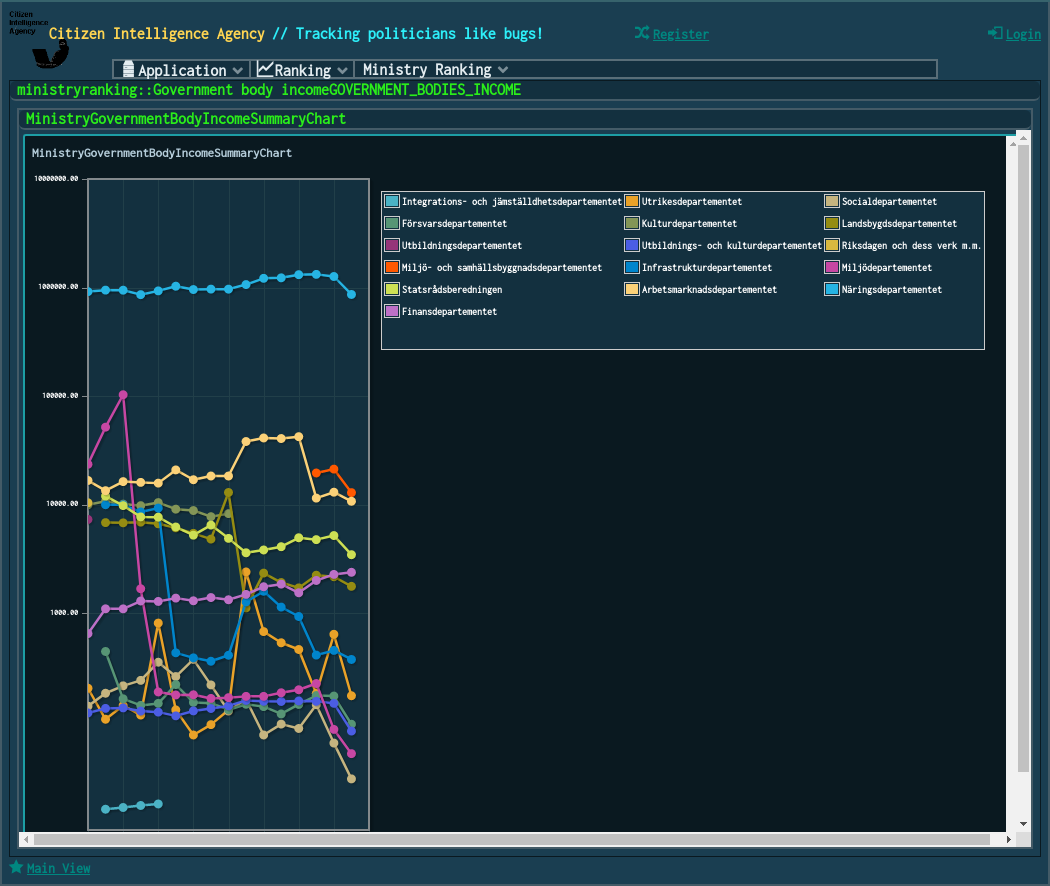 Citizen
Intelligence
Agency
Citizen Intelligence Agency // Tracking politicians like bugs!
Register
Login
Application
Ranking
Ministry Ranking
ministryranking::Government body incomeGOVERNMENT_BODIES_INCOME
MinistryGovernmentBodyIncomeSummaryChart
MinistryGovernmentBodyIncomeSummaryChart
10000000.00
1000000.00
100000.00
10000.00
1000.00
Integrations- och jämställdhetsdepartementet
Utrikesdepartementet
Socialdepartementet
Försvarsdepartementet
Kulturdepartementet
Landsbygdsdepartementet
Utbildningsdepartementet
Utbildnings- och kulturdepartementet
Riksdagen och dess verk m.m.
Miljö- och samhällsbyggnadsdepartementet
Infrastrukturdepartementet
Miljödepartementet
Statsrådsberedningen
Arbetsmarknadsdepartementet
Näringsdepartementet
Finansdepartementet
Main View